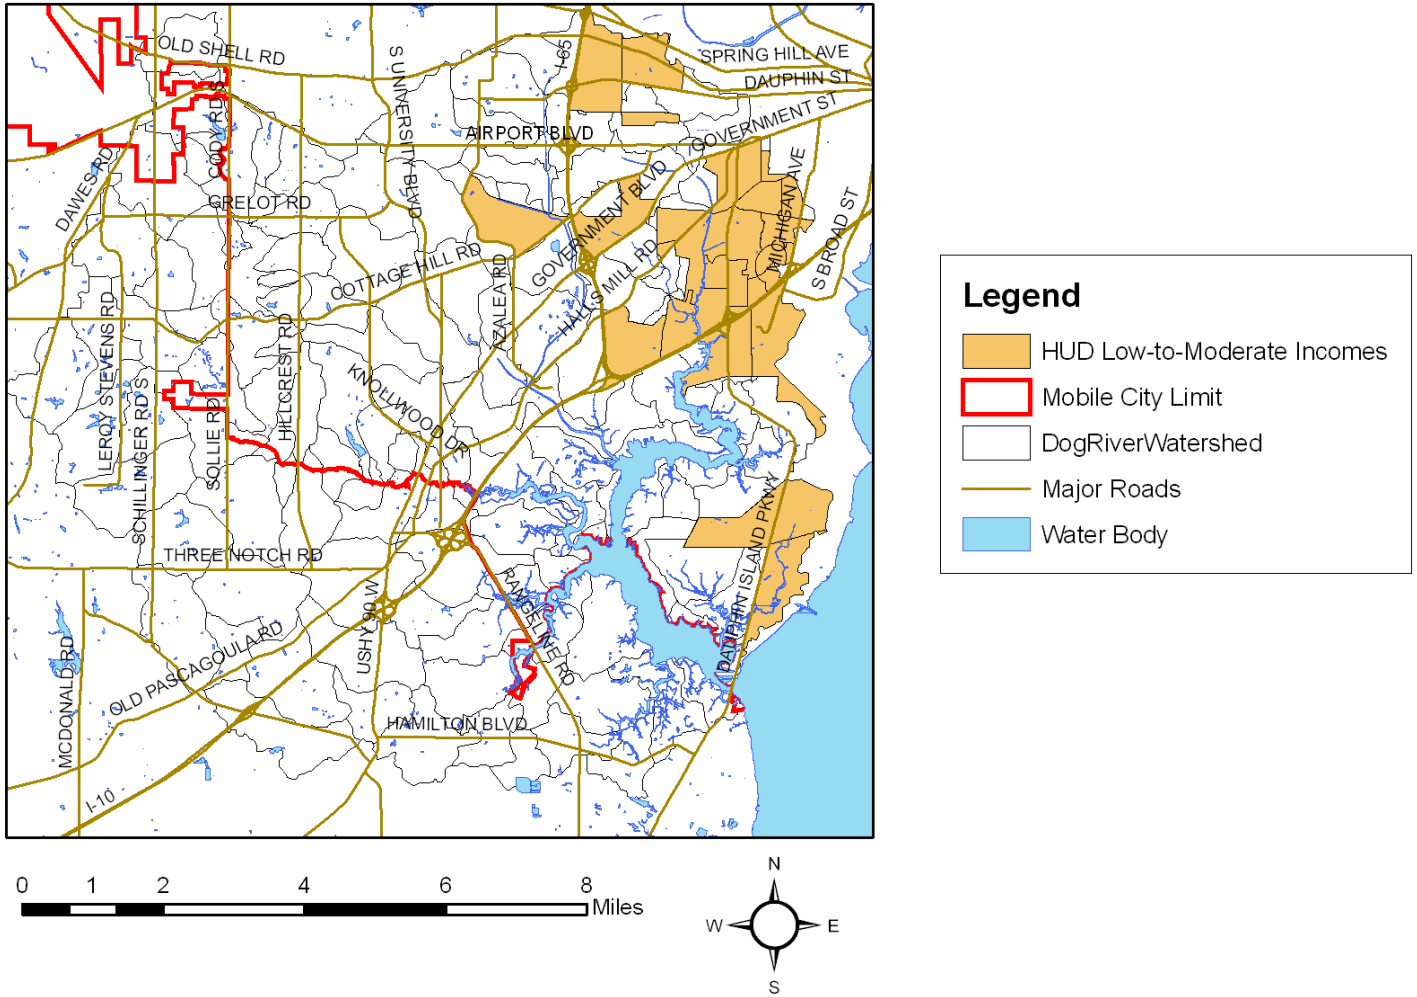 OLD SHELL RD
S UNIVERSITY BLVD
I-65
SPRING HILL AVE
DAUPHIN ST
GOVERNMENT ST
AIRPORT BLVD
CODY RD S
DAWES RD
GRELOT RD
GOVERNMENT BLVD
MICHIGAN AVE
S BROAD ST
COTTAGE HILL RD
HALLS MILL RD
AZALEA RD
LEROY STEVENS RD
HILLCREST RD
KNOLLWOOD DR
SCHILLINGER RD S
SOLLIE RD
THREE NOTCH RD
DAUPHIN ISLAND PKWY
RANGELINE RD
USHY 90 W
OLD PASCAGOULA RD
MCDONALD RD
HAMILTON BLVD
I-10
Legend
HUD Low-to-Moderate Incomes
Mobile City Limit
DogRiverWatershed
Major Roads
Water Body
0 1 2 4 6 8
Miles
N
W E
S